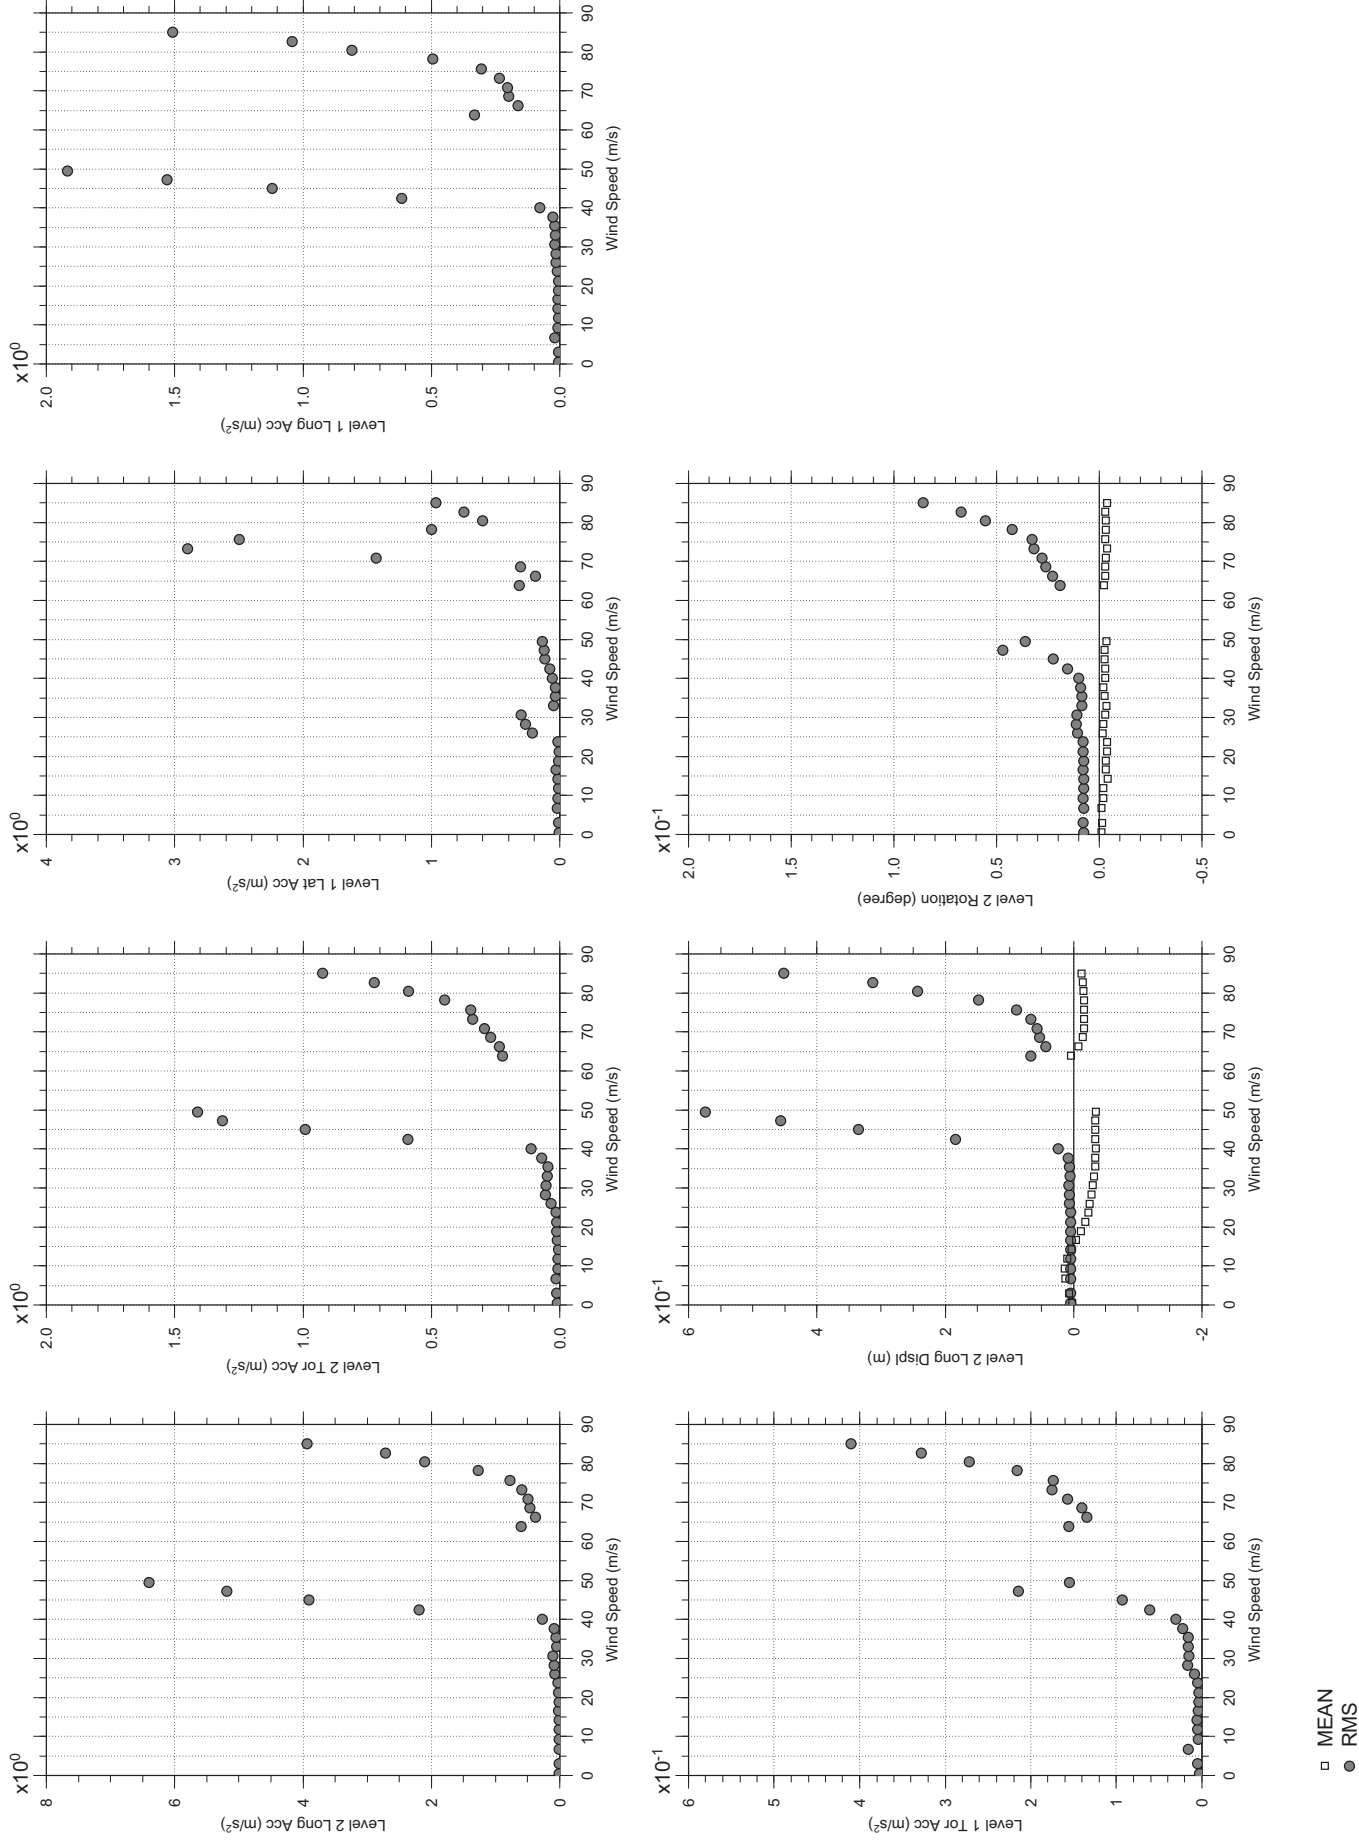 x10⁰
8
6
4
2
0
Level 2 Long Acc (m/s²)
0 10 20 30 40 50 60 70 80 90
Wind Speed (m/s)
x10⁰
2.0
1.5
1.0
0.5
0.0
Level 2 Tor Acc (m/s²)
0 10 20 30 40 50 60 70 80 90
Wind Speed (m/s)
x10⁰
4
3
2
1
0
Level 1 Lat Acc (m/s²)
0 10 20 30 40 50 60 70 80 90
Wind Speed (m/s)
x10⁰
2.0
1.5
1.0
0.5
0.0
Level 1 Long Acc (m/s²)
0 10 20 30 40 50 60 70 80 90
Wind Speed (m/s)
x10⁻¹
6
5
4
3
2
1
0
Level 1 Tor Acc (m/s²)
0 10 20 30 40 50 60 70 80 90
Wind Speed (m/s)
x10⁻¹
6
4
2
0
-2
Level 2 Long Displ (m)
0 10 20 30 40 50 60 70 80 90
Wind Speed (m/s)
x10⁻¹
2.0
1.5
1.0
0.5
0.0
-0.5
Level 2 Rotation (degree)
0 10 20 30 40 50 60 70 80 90
Wind Speed (m/s)
MEAN
RMS